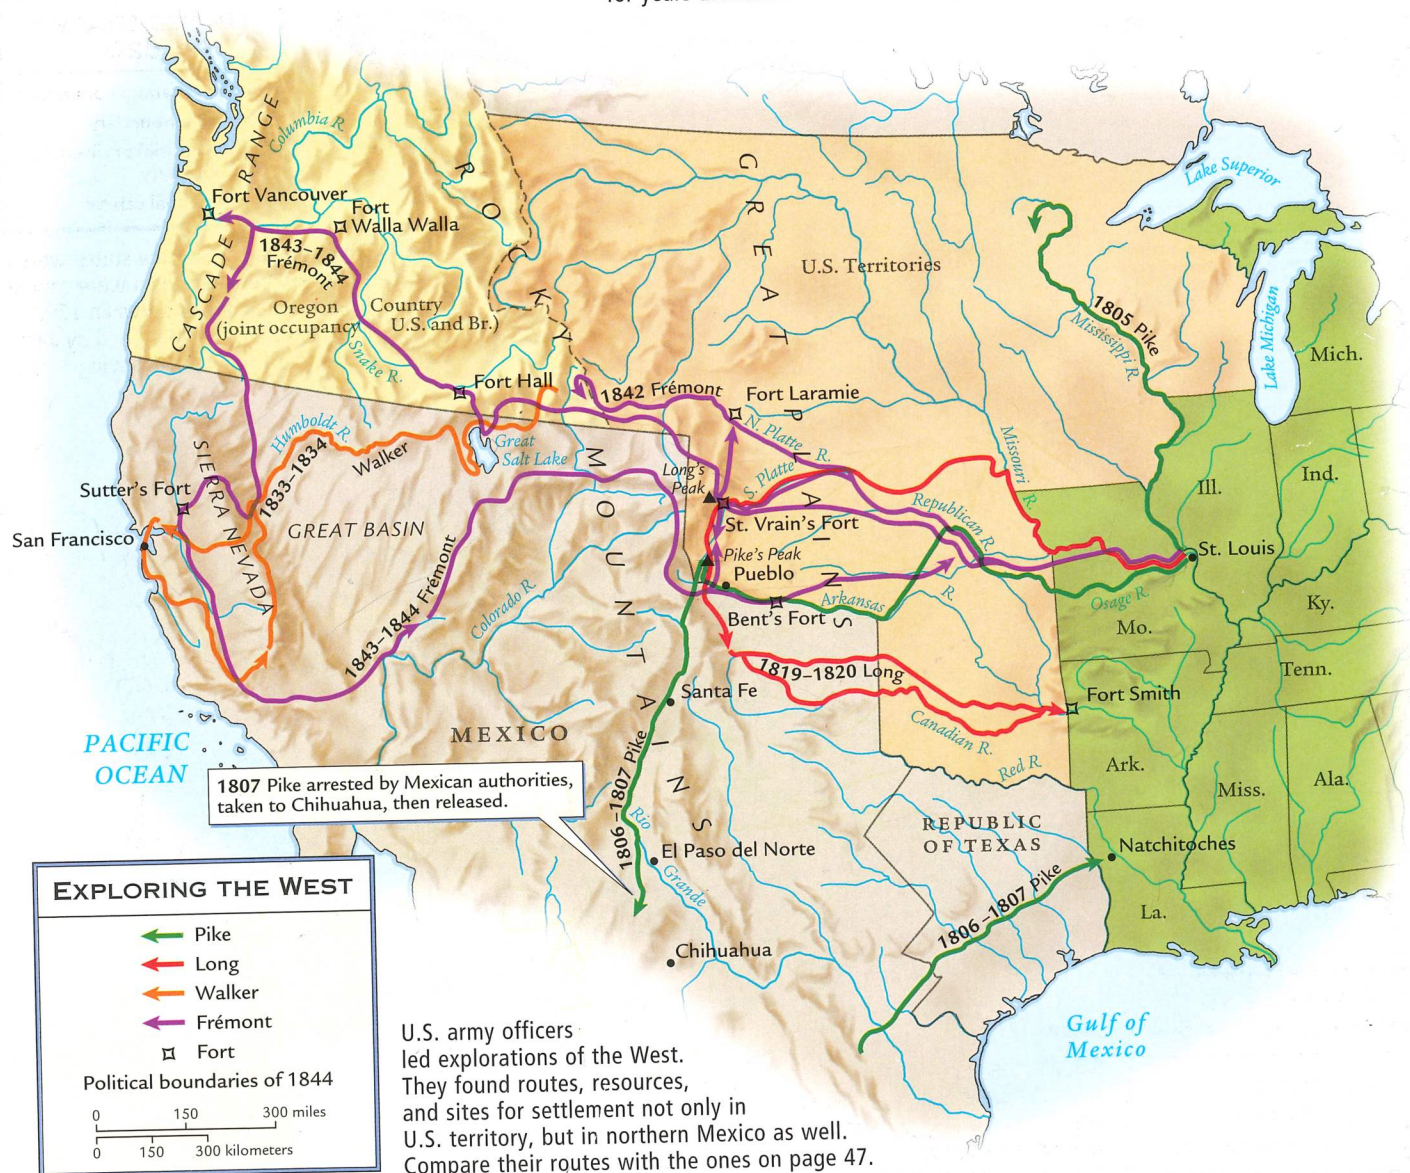 RANGE
Columbia R.
Fort Vancouver
Fort
Walla Walla
CASCADE
1843–1844
Frémont
Oregon Country
(joint occupancy U.S. and Br.)
Snake R.
ROCKY
GREAT
U.S. Territories
Lake Superior
Lake Michigan
1805 Pike
Mississippi R.
Mich.
Fort Hall
1842 Frémont
Fort Laramie
N. Platte R.
PLAINS
Missouri R.
Humboldt R.
Walker
1833–1834
Great
Salt Lake
MOUNTAINS
Long's
Peak
S. Platte
SIERRA NEVADA
Sutter's Fort
San Francisco
GREAT BASIN
St. Vrain's Fort
Republican R.
Ill.
Ind.
St. Louis
Pike's Peak
Pueblo
Bent's Fort
Arkansas R.
Osage R.
Mo.
Ky.
Colorado R.
1843–1844 Frémont
1819–1820 Long
Santa Fe
Fort Smith
Tenn.
Canadian R.
Red R.
MEXICO
PACIFIC
OCEAN
Ark.
Miss.
Ala.
1807 Pike arrested by Mexican authorities,
taken to Chihuahua, then released.
1806–1807 Pike
Rio Grande
El Paso del Norte
REPUBLIC
OF TEXAS
Natchitoches
1806–1807 Pike
La.
Chihuahua
Gulf of
Mexico
EXPLORING THE WEST
Pike
Long
Walker
Frémont
Fort
Political boundaries of 1844
0 150 300 miles
0 150 300 kilometers
U.S. army officers
led explorations of the West.
They found routes, resources,
and sites for settlement not only in
U.S. territory, but in northern Mexico as well.
Compare their routes with the ones on page 47.